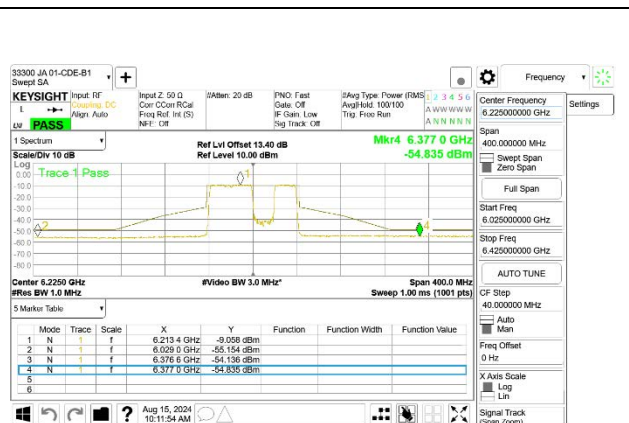 33300 JA 01-CDE-B1
Swept SA
Frequency
KEYSIGHT
Input: RF
Coupling: DC
Align: Auto
Input Z: 50 Ω
Corr CCorr RCal
Freq Ref: Int (S)
NFE: Off
#Atten: 20 dB
PNO: Fast
Gate: Off
IF Gain: Low
Sig Track: Off
#Avg Type: Power (RMS
Avg|Hold: 100/100
Trig: Free Run
1 2 3 4 5 6
A WWWWW
A N N N N N
L
PASS
Center Frequency
6.225000000 GHz
Settings
Span
400.000000 MHz
Swept Span
Zero Span
Full Span
Start Freq
6.025000000 GHz
Stop Freq
6.425000000 GHz
AUTO TUNE
CF Step
40.000000 MHz
Auto
Man
Freq Offset
0 Hz
X Axis Scale
Log
Lin
Signal Track
(Span Zoom)
1 Spectrum
Scale/Div 10 dB
Ref Lvl Offset 13.40 dB
Ref Level 10.00 dBm
Mkr4 6.377 0 GHz
-54.835 dBm
Log
Trace 1 Pass
0.00
-10.0
-20.0
-30.0
-40.0
-50.0
-60.0
-70.0
-80.0
1
2
4
Center 6.2250 GHz
#Res BW 1.0 MHz
#Video BW 3.0 MHz*
Span 400.0 MHz
Sweep 1.00 ms (1001 pts)
5 Marker Table
Mode Trace Scale X Y Function Function Width Function Value
1 N 1 f 6.213 4 GHz -9.058 dBm
2 N 1 f 6.029 0 GHz -55.154 dBm
3 N 1 f 6.376 6 GHz -54.136 dBm
4 N 1 f 6.377 0 GHz -54.835 dBm
5
6
?
Aug 15, 2024
10:11:54 AM